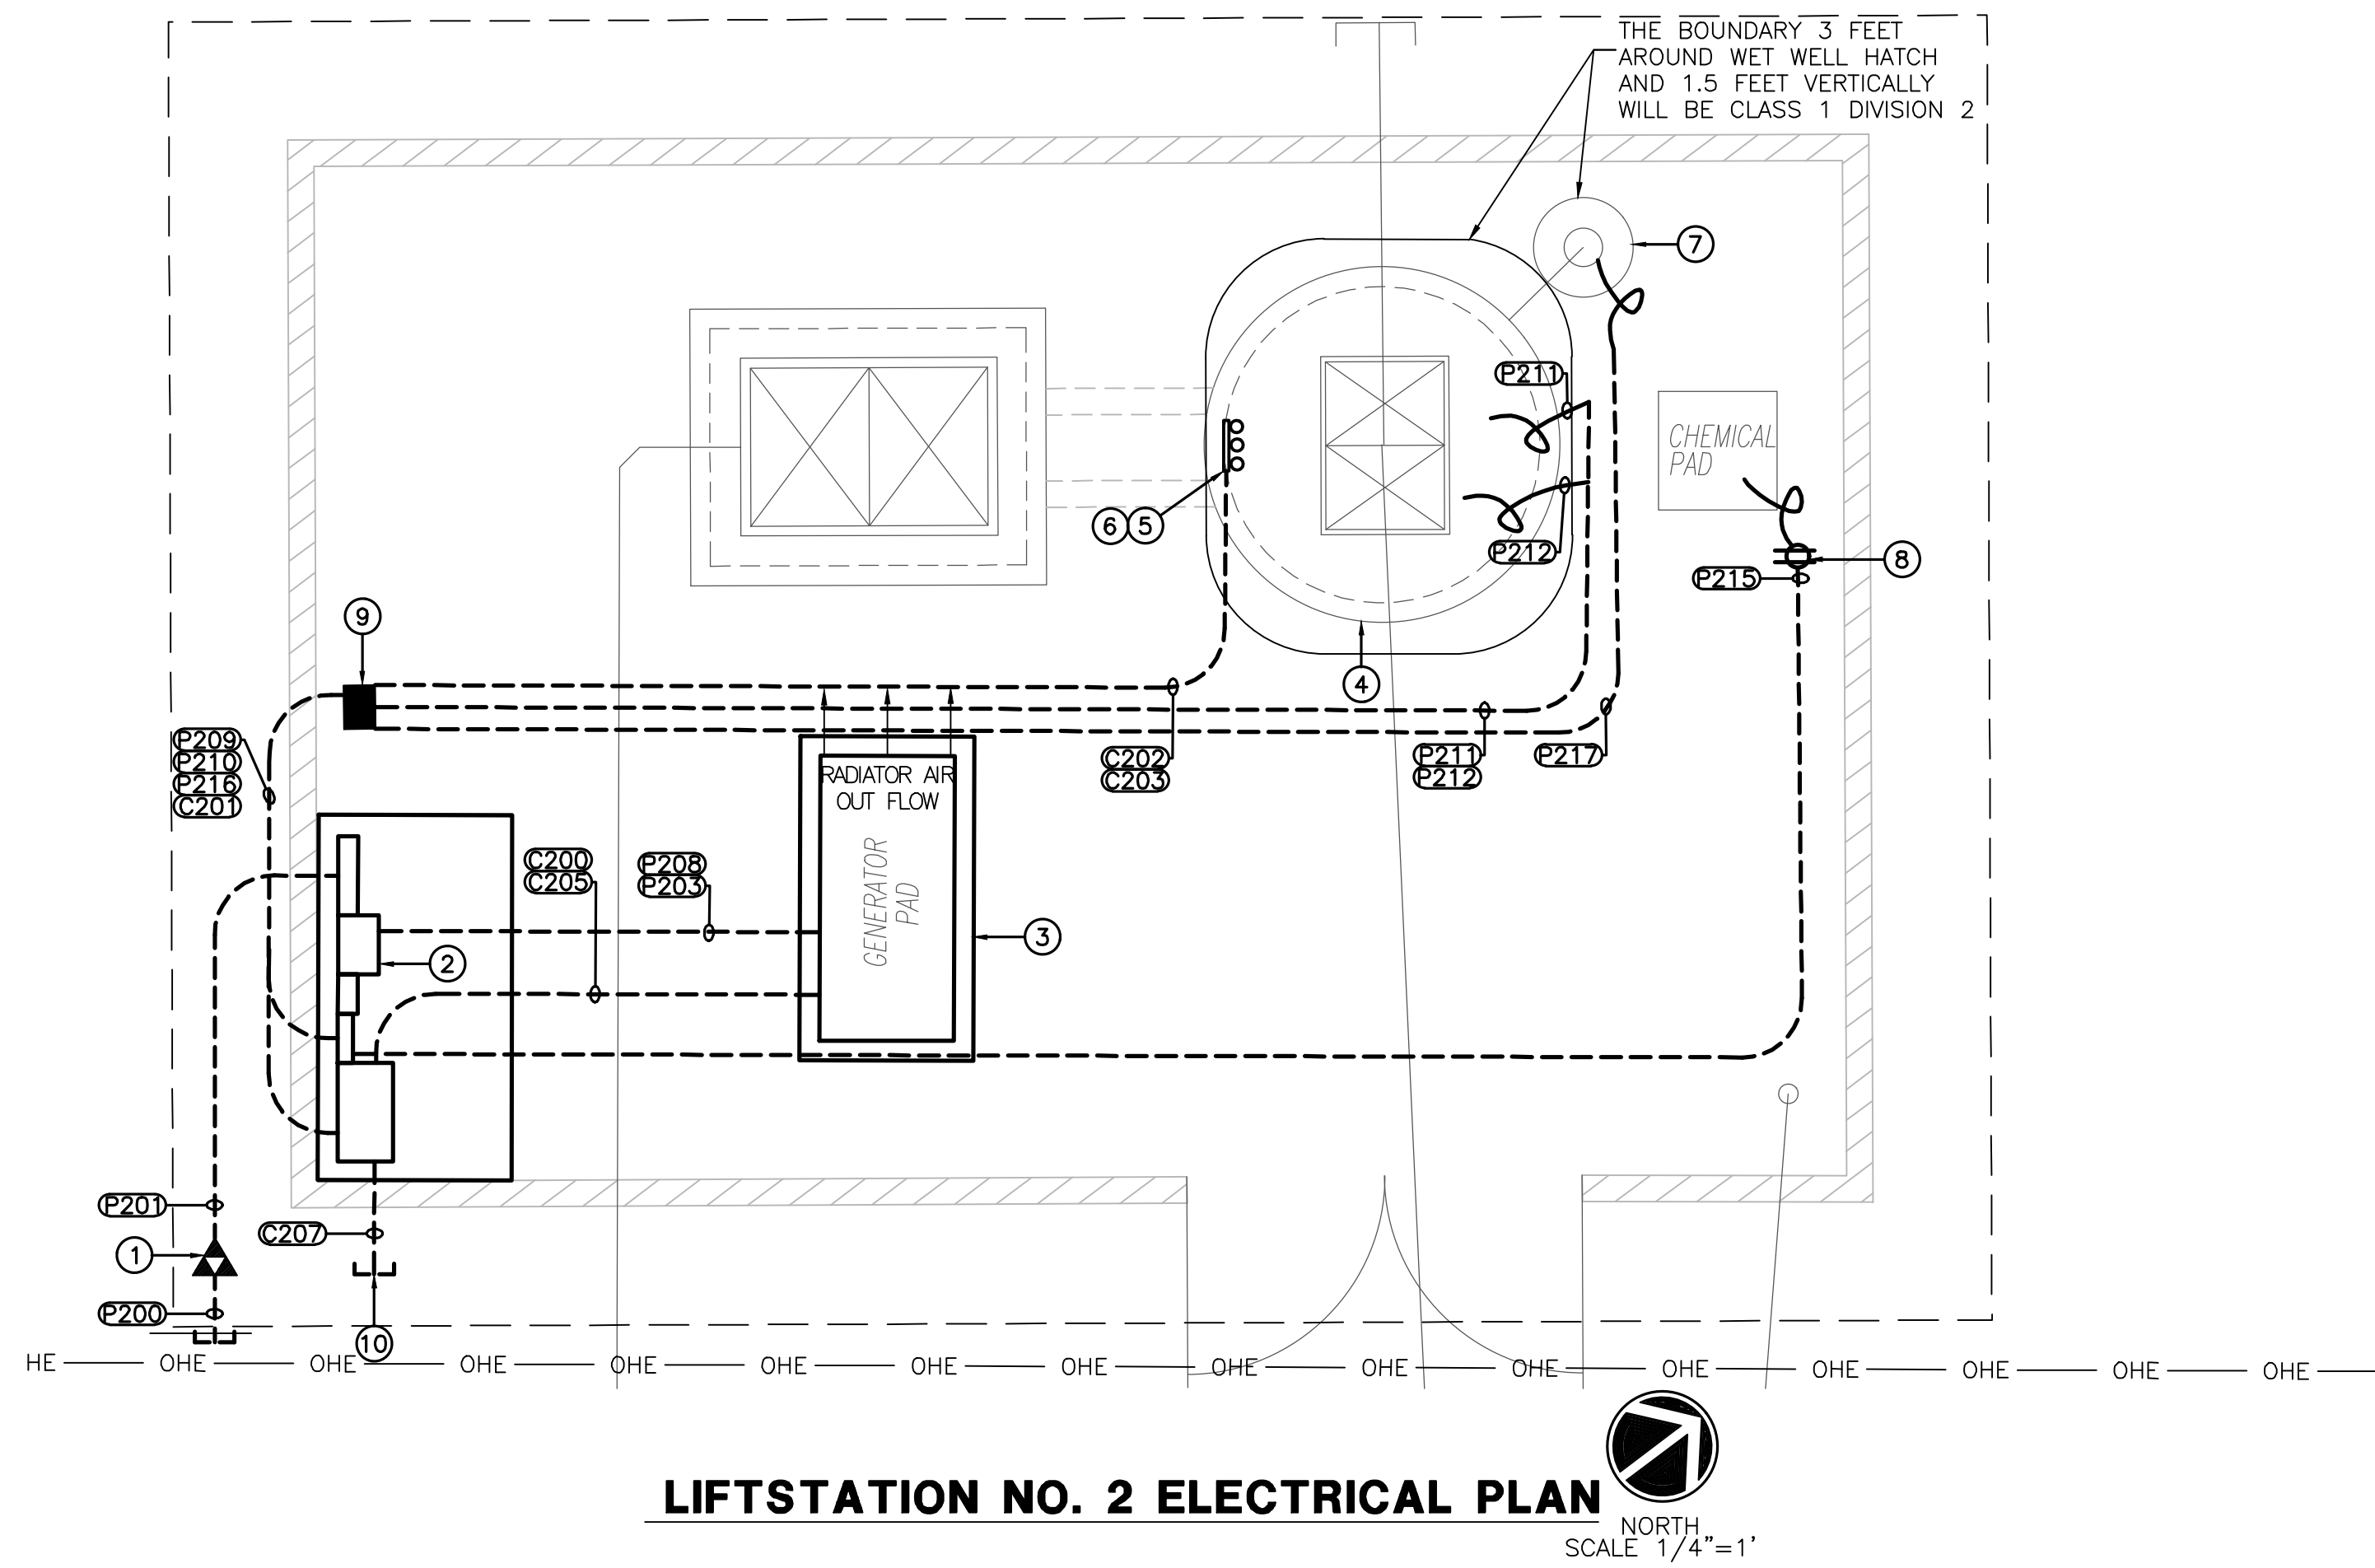 THE BOUNDARY 3 FEET
AROUND WET WELL HATCH
AND 1.5 FEET VERTICALLY
WILL BE CLASS 1 DIVISION 2
7
P211
CHEMICAL
PAD
6 5
P212
8
P215
9
4
P209
P210
P216
C201
C202
C203
P211
P212
P217
RADIATOR AIR
OUT FLOW
GENERATOR
PAD
C200
C205
P208
P203
3
2
P201
C207
1
P200
10
HE OHE OHE OHE OHE OHE OHE OHE OHE OHE OHE OHE OHE OHE OHE OHE
LIFTSTATION NO. 2 ELECTRICAL PLAN
NORTH
SCALE 1/4"=1'